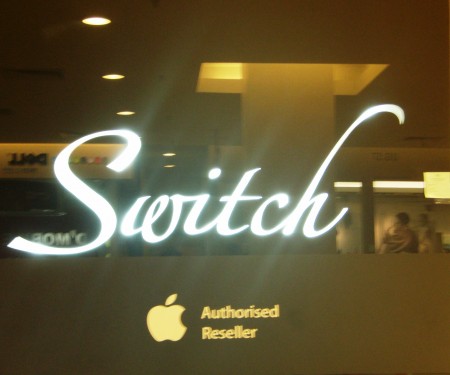 DELL
Switch
Authorised
Reseller